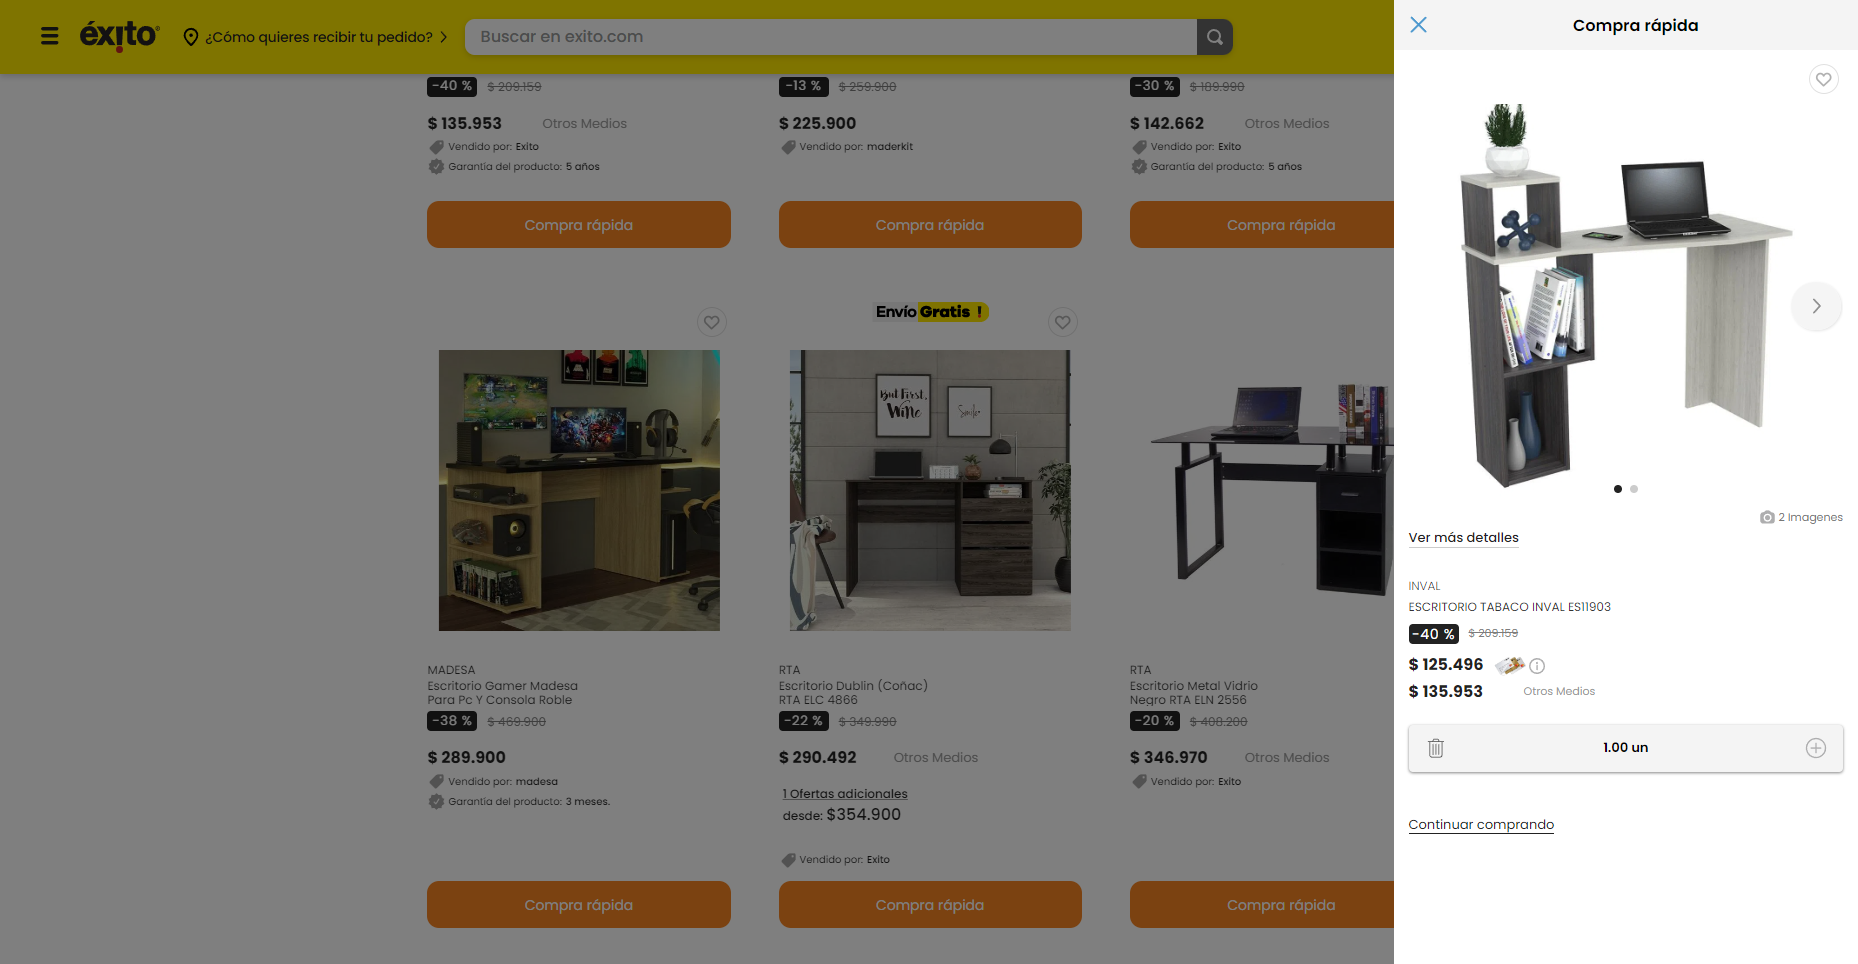 éxito
¿Cómo quieres recibir tu pedido?
Buscar en exito.com
-40 % $ 209.159
$ 135.953 Otros Medios
Vendido por: Exito
Garantía del producto: 5 años
Compra rápida
-13 % $ 259.900
$ 225.900
Vendido por: maderkit
Compra rápida
-30 % $ 189.990
$ 142.662 Otros Medios
Vendido por: Exito
Garantía del producto: 5 años
Compra rápida
MADESA
Escritorio Gamer Madesa
Para Pc Y Consola Roble
-38 % $ 469.900
$ 289.900
Vendido por: madesa
Garantía del producto: 3 meses.
Compra rápida
Envío Gratis !
But First,
Wine
Smile
RTA
Escritorio Dublin (Coñac)
RTA ELC 4866
-22 % $ 349.990
$ 290.492 Otros Medios
1 Ofertas adicionales
desde: $354.900
Vendido por: Exito
Compra rápida
RTA
Escritorio Metal Vidrio
Negro RTA ELN 2556
-20 % $ 408.200
$ 346.970 Otros Medios
Vendido por: Exito
Compra rápida
Compra rápida
2 Imagenes
Ver más detalles
INVAL
ESCRITORIO TABACO INVAL ES11903
-40 % $ 209.159
$ 125.496
$ 135.953 Otros Medios
1.00 un
Continuar comprando